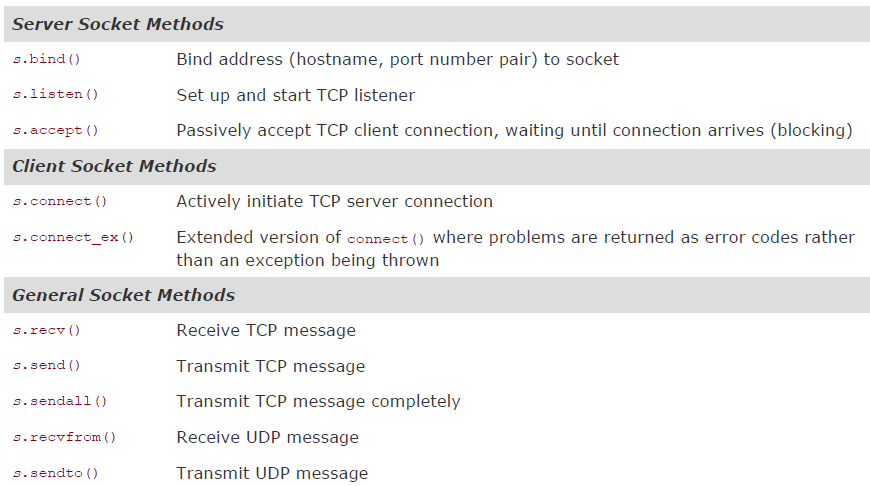 Server Socket Methods
s.bind() Bind address (hostname, port number pair) to socket
s.listen() Set up and start TCP listener
s.accept() Passively accept TCP client connection, waiting until connection arrives (blocking)
Client Socket Methods
s.connect() Actively initiate TCP server connection
s.connect_ex() Extended version of connect() where problems are returned as error codes rather
than an exception being thrown
General Socket Methods
s.recv() Receive TCP message
s.send() Transmit TCP message
s.sendall() Transmit TCP message completely
s.recvfrom() Receive UDP message
s.sendto() Transmit UDP message